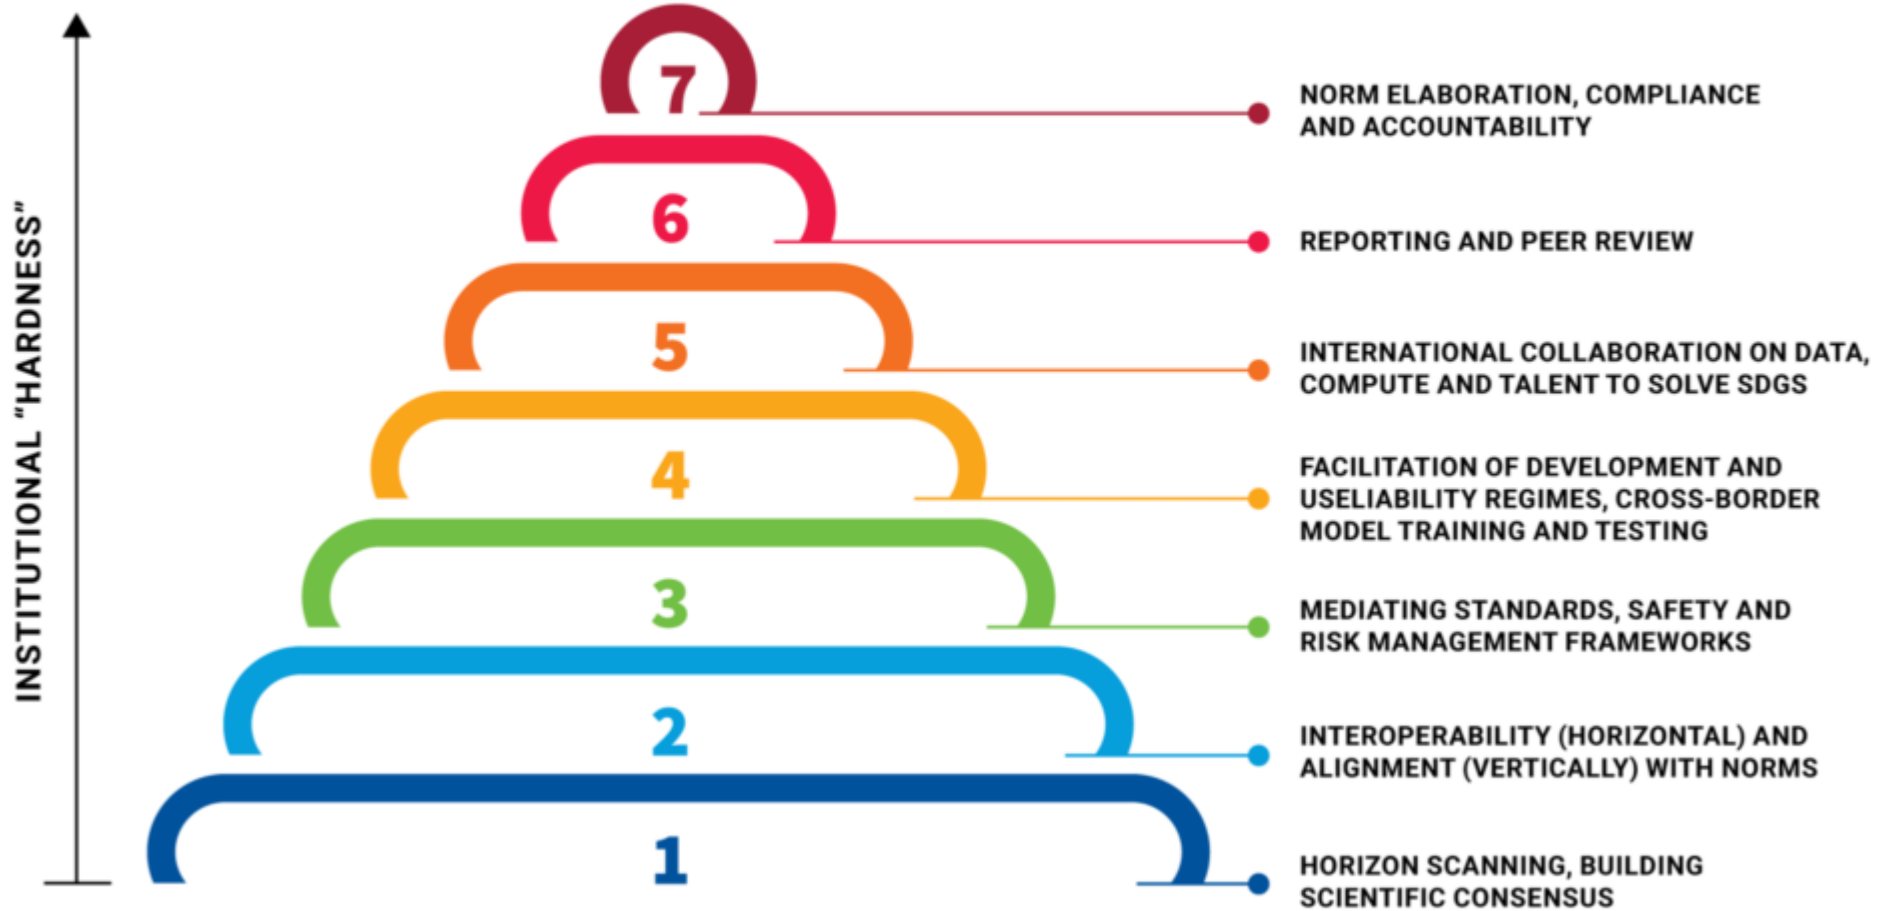 INSTITUTIONAL “HARDNESS”
7
NORM ELABORATION, COMPLIANCE
AND ACCOUNTABILITY
6
REPORTING AND PEER REVIEW
5
INTERNATIONAL COLLABORATION ON DATA,
COMPUTE AND TALENT TO SOLVE SDGS
4
FACILITATION OF DEVELOPMENT AND
USELIABILITY REGIMES, CROSS-BORDER
MODEL TRAINING AND TESTING
3
MEDIATING STANDARDS, SAFETY AND
RISK MANAGEMENT FRAMEWORKS
2
INTEROPERABILITY (HORIZONTAL) AND
ALIGNMENT (VERTICALLY) WITH NORMS
1
HORIZON SCANNING, BUILDING
SCIENTIFIC CONSENSUS